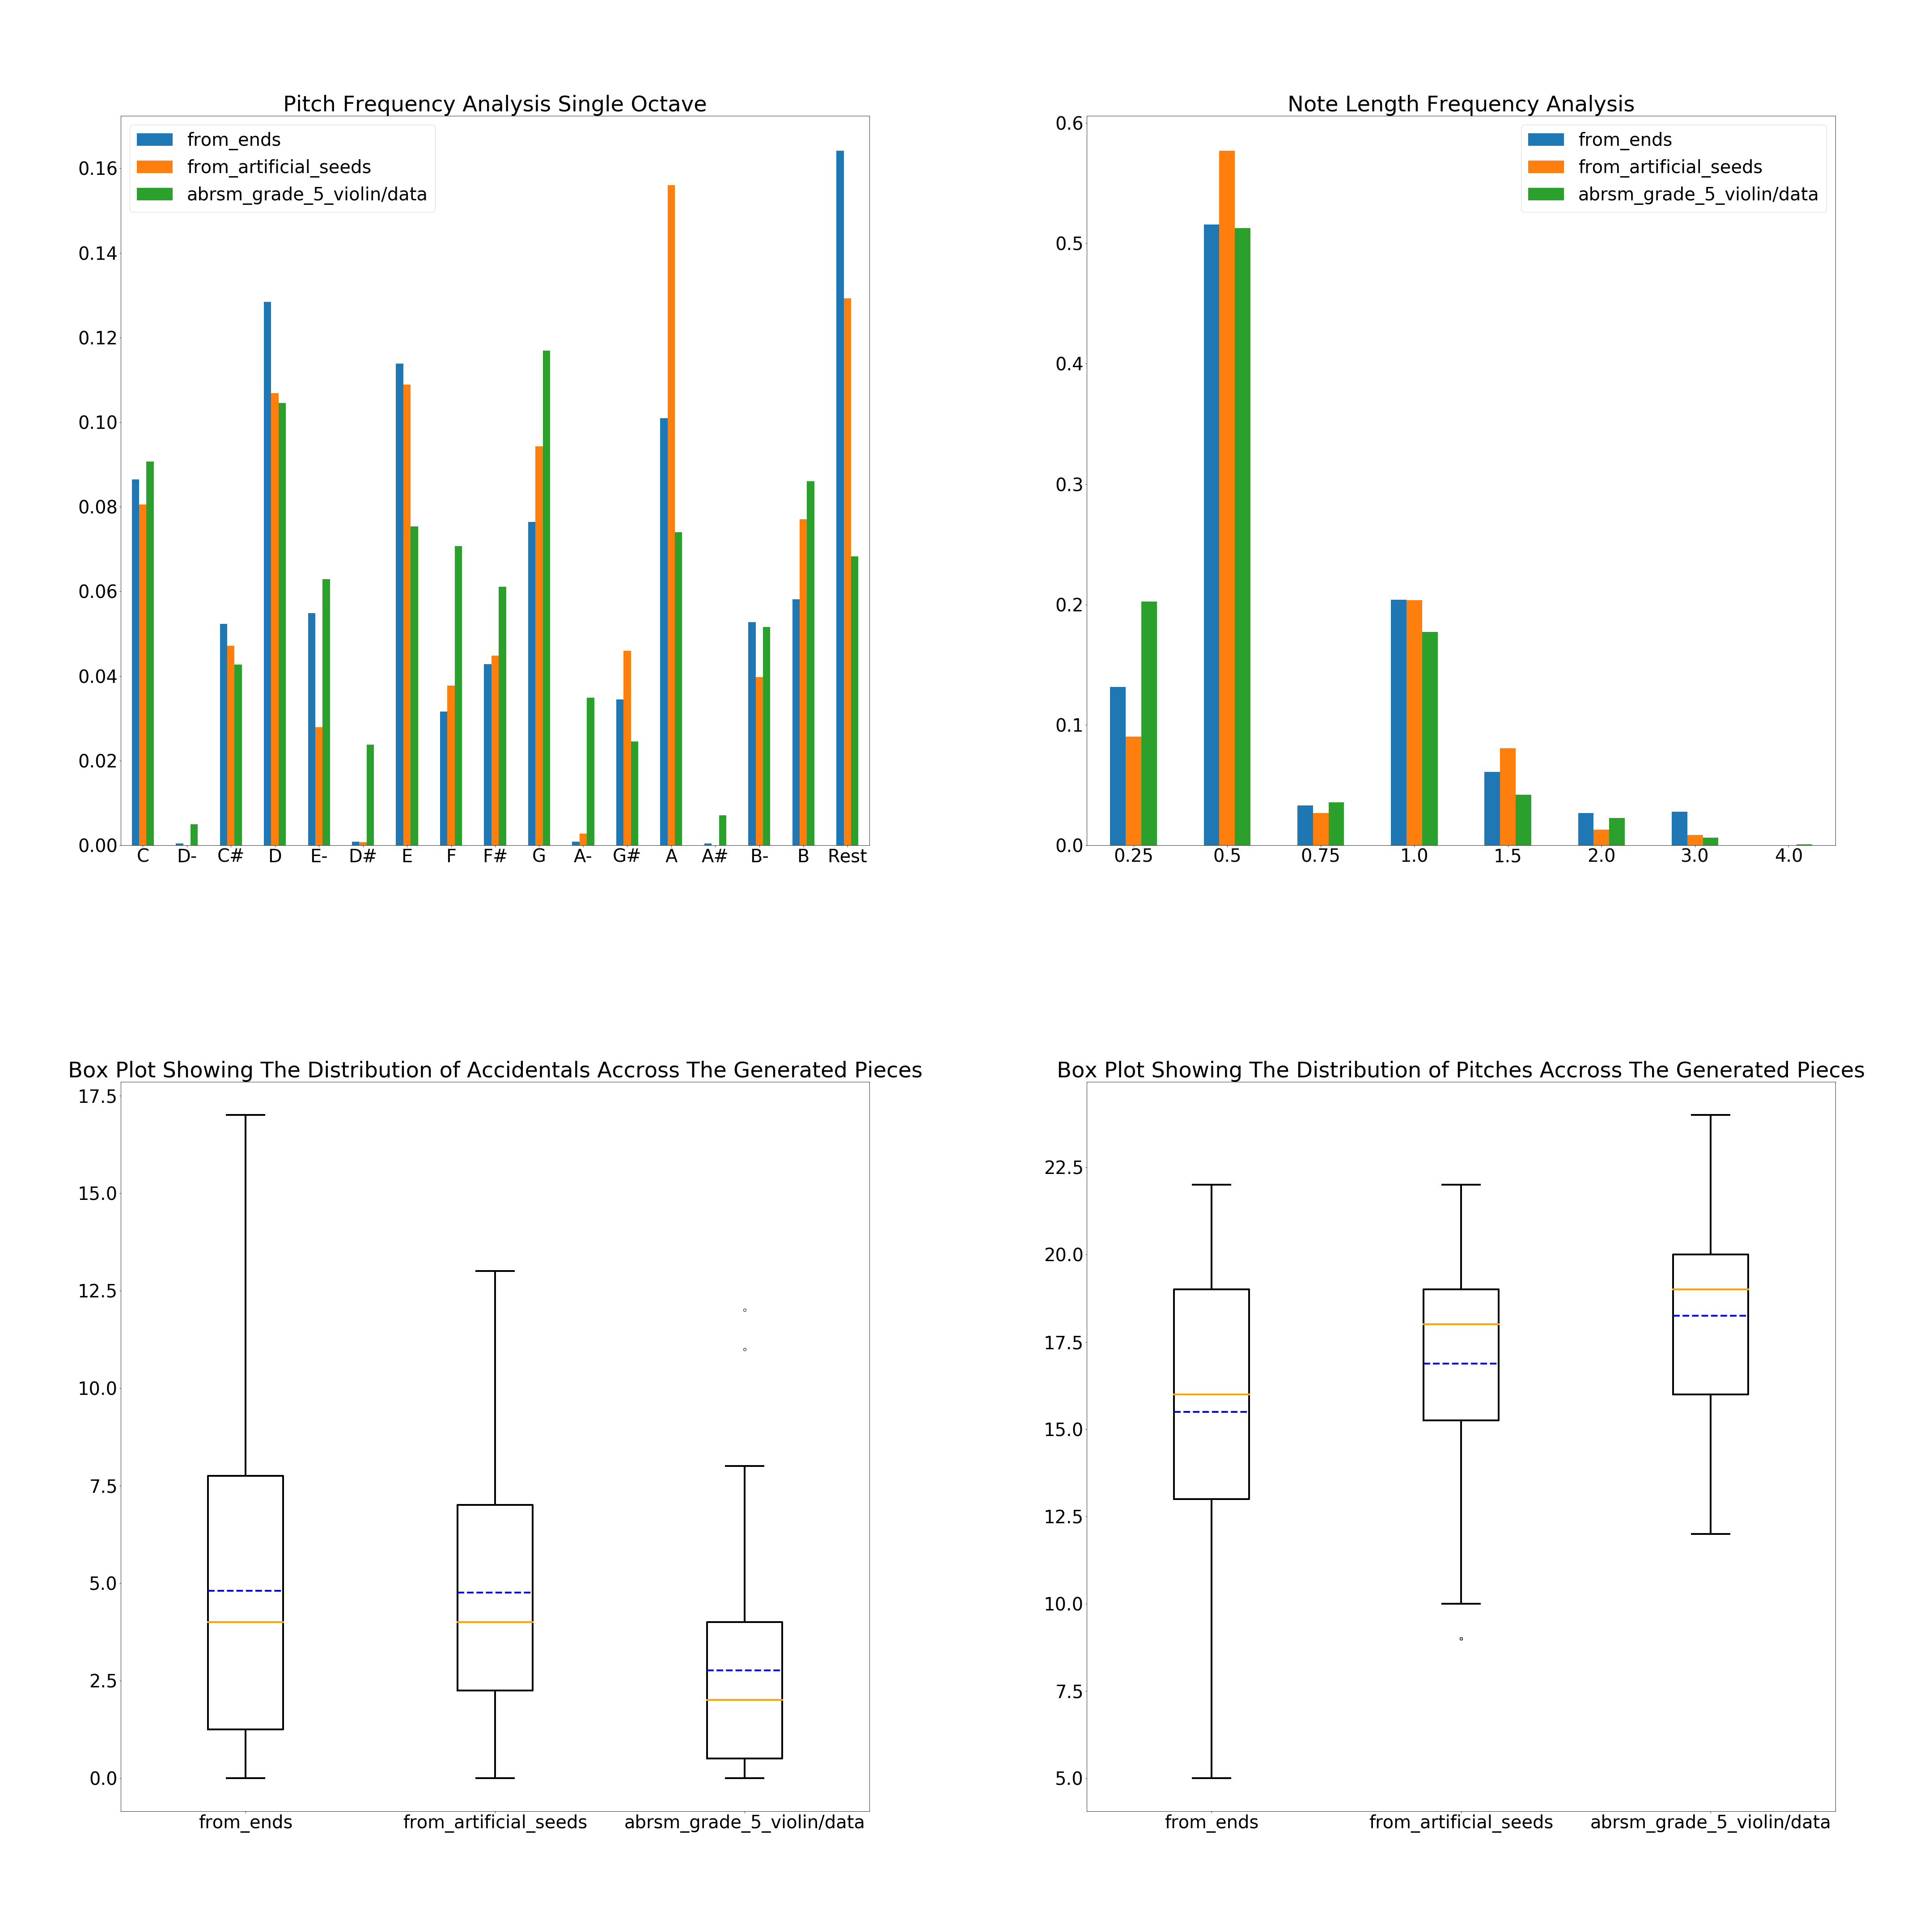 Pitch Frequency Analysis Single Octave
from_ends
from_artificial_seeds
abrsm_grade_5_violin/data
0.16
0.14
0.12
0.10
0.08
0.06
0.04
0.02
0.00
C D- C# D E- D# E F F# G A- G# A A# B- B Rest
Note Length Frequency Analysis
from_ends
from_artificial_seeds
abrsm_grade_5_violin/data
0.6
0.5
0.4
0.3
0.2
0.1
0.0
0.25 0.5 0.75 1.0 1.5 2.0 3.0 4.0
Box Plot Showing The Distribution of Accidentals Accross The Generated Pieces
17.5
15.0
12.5
10.0
7.5
5.0
2.5
0.0
from_ends from_artificial_seeds abrsm_grade_5_violin/data
Box Plot Showing The Distribution of Pitches Accross The Generated Pieces
22.5
20.0
17.5
15.0
12.5
10.0
7.5
5.0
from_ends from_artificial_seeds abrsm_grade_5_violin/data